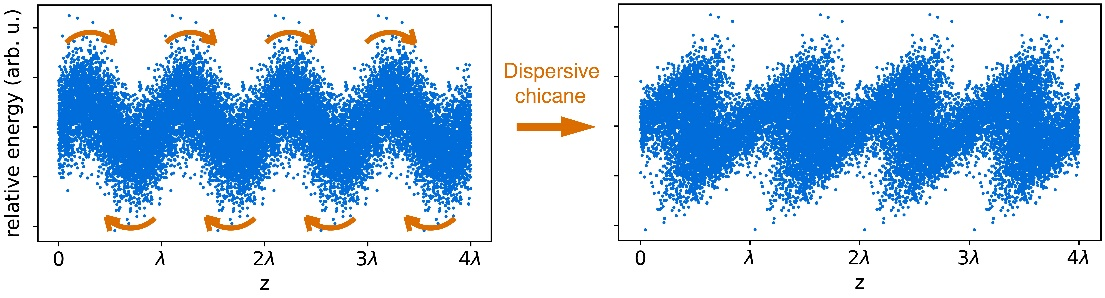 relative energy (arb. u.)
0
λ
2λ
3λ
4λ
z
Dispersive
chicane
0
λ
2λ
3λ
4λ
z